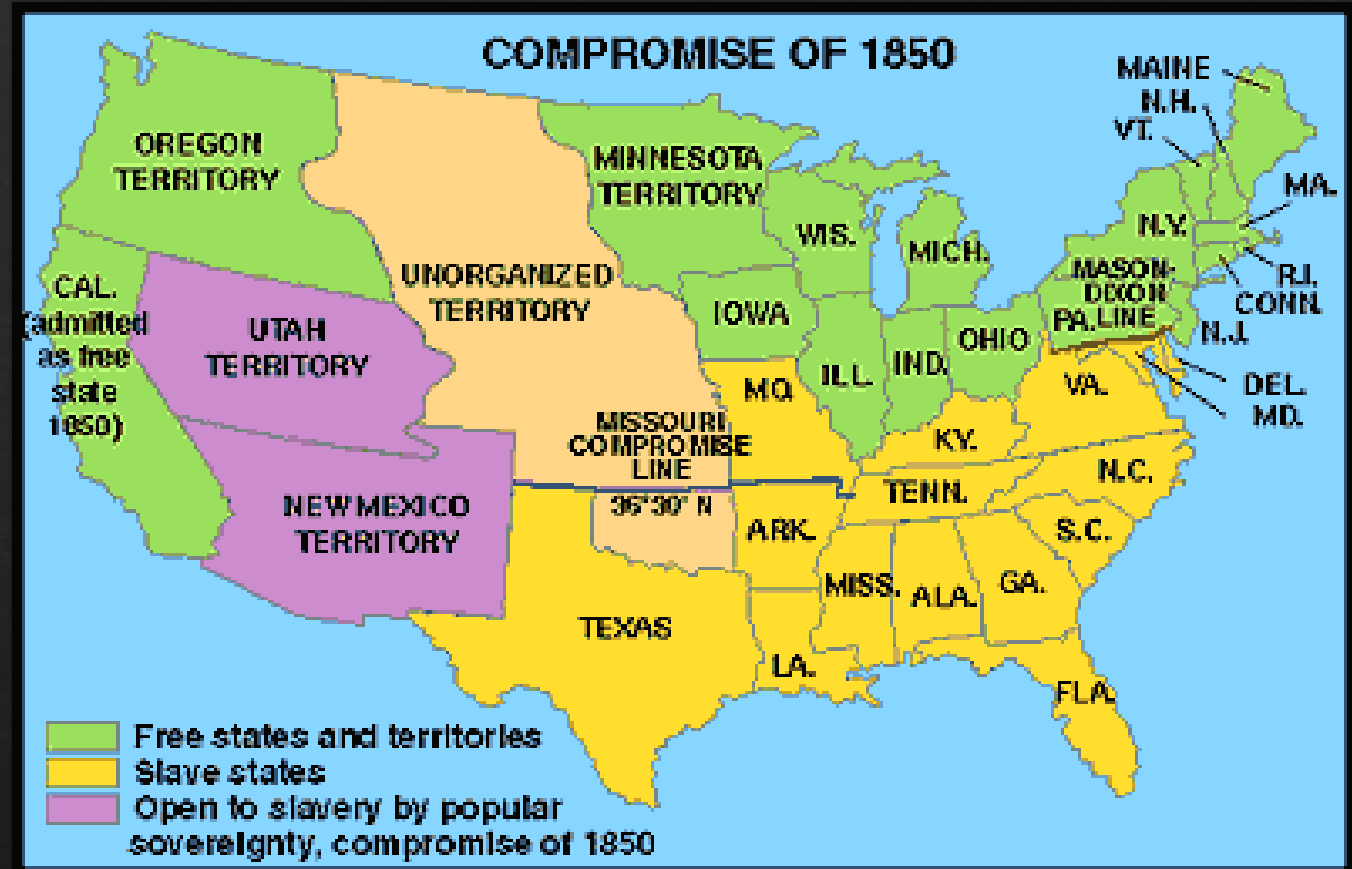 COMPROMISE OF 1850
MAINE
N.H.
VT.
MA.
N.Y.
R.I.
CONN.
N.J.
DEL.
MD.
OREGON
TERRITORY
MINNESOTA
TERRITORY
WIS.
MICH.
MASON-
DIXON
LINE
PA.
UNORGANIZED
TERRITORY
CAL.
(admitted
as free
state
1850)
UTAH
TERRITORY
IOWA
ILL.
IND.
OHIO
MO.
VA.
MISSOURI
COMPROMISE
LINE
36°30' N
KY.
N.C.
TENN.
NEW MEXICO
TERRITORY
ARK.
S.C.
MISS.
ALA.
GA.
TEXAS
LA.
FLA.
Free states and territories
Slave states
Open to slavery by popular
sovereignty, compromise of 1850